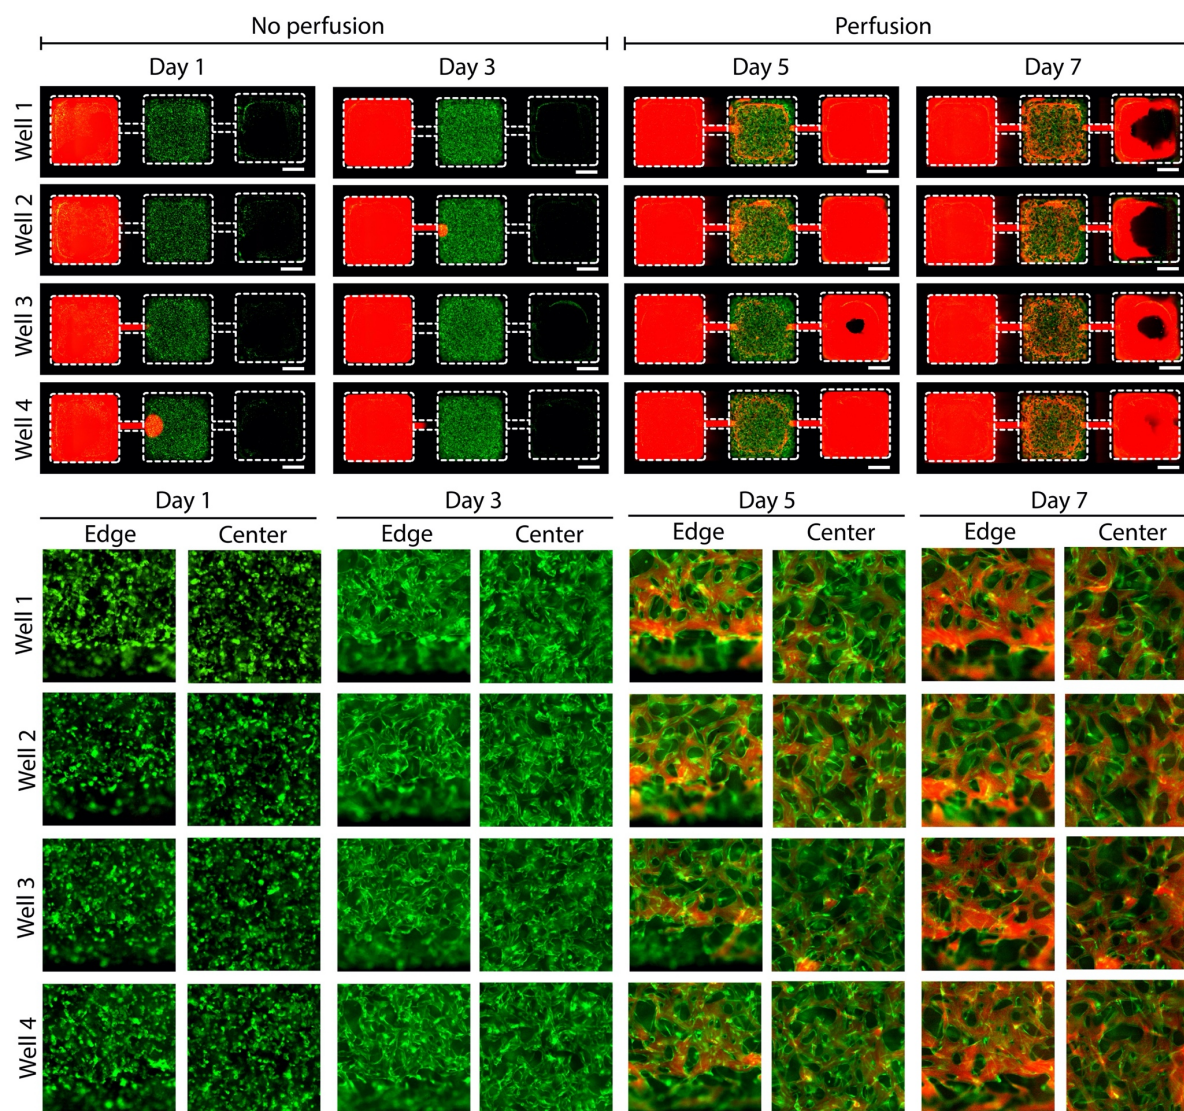 No perfusion Perfusion
Day 1 Day 3 Day 5 Day 7
Well 1
Well 2
Well 3
Well 4
Day 1 Day 3 Day 5 Day 7
Edge Center Edge Center Edge Center Edge Center
Well 1
Well 2
Well 3
Well 4